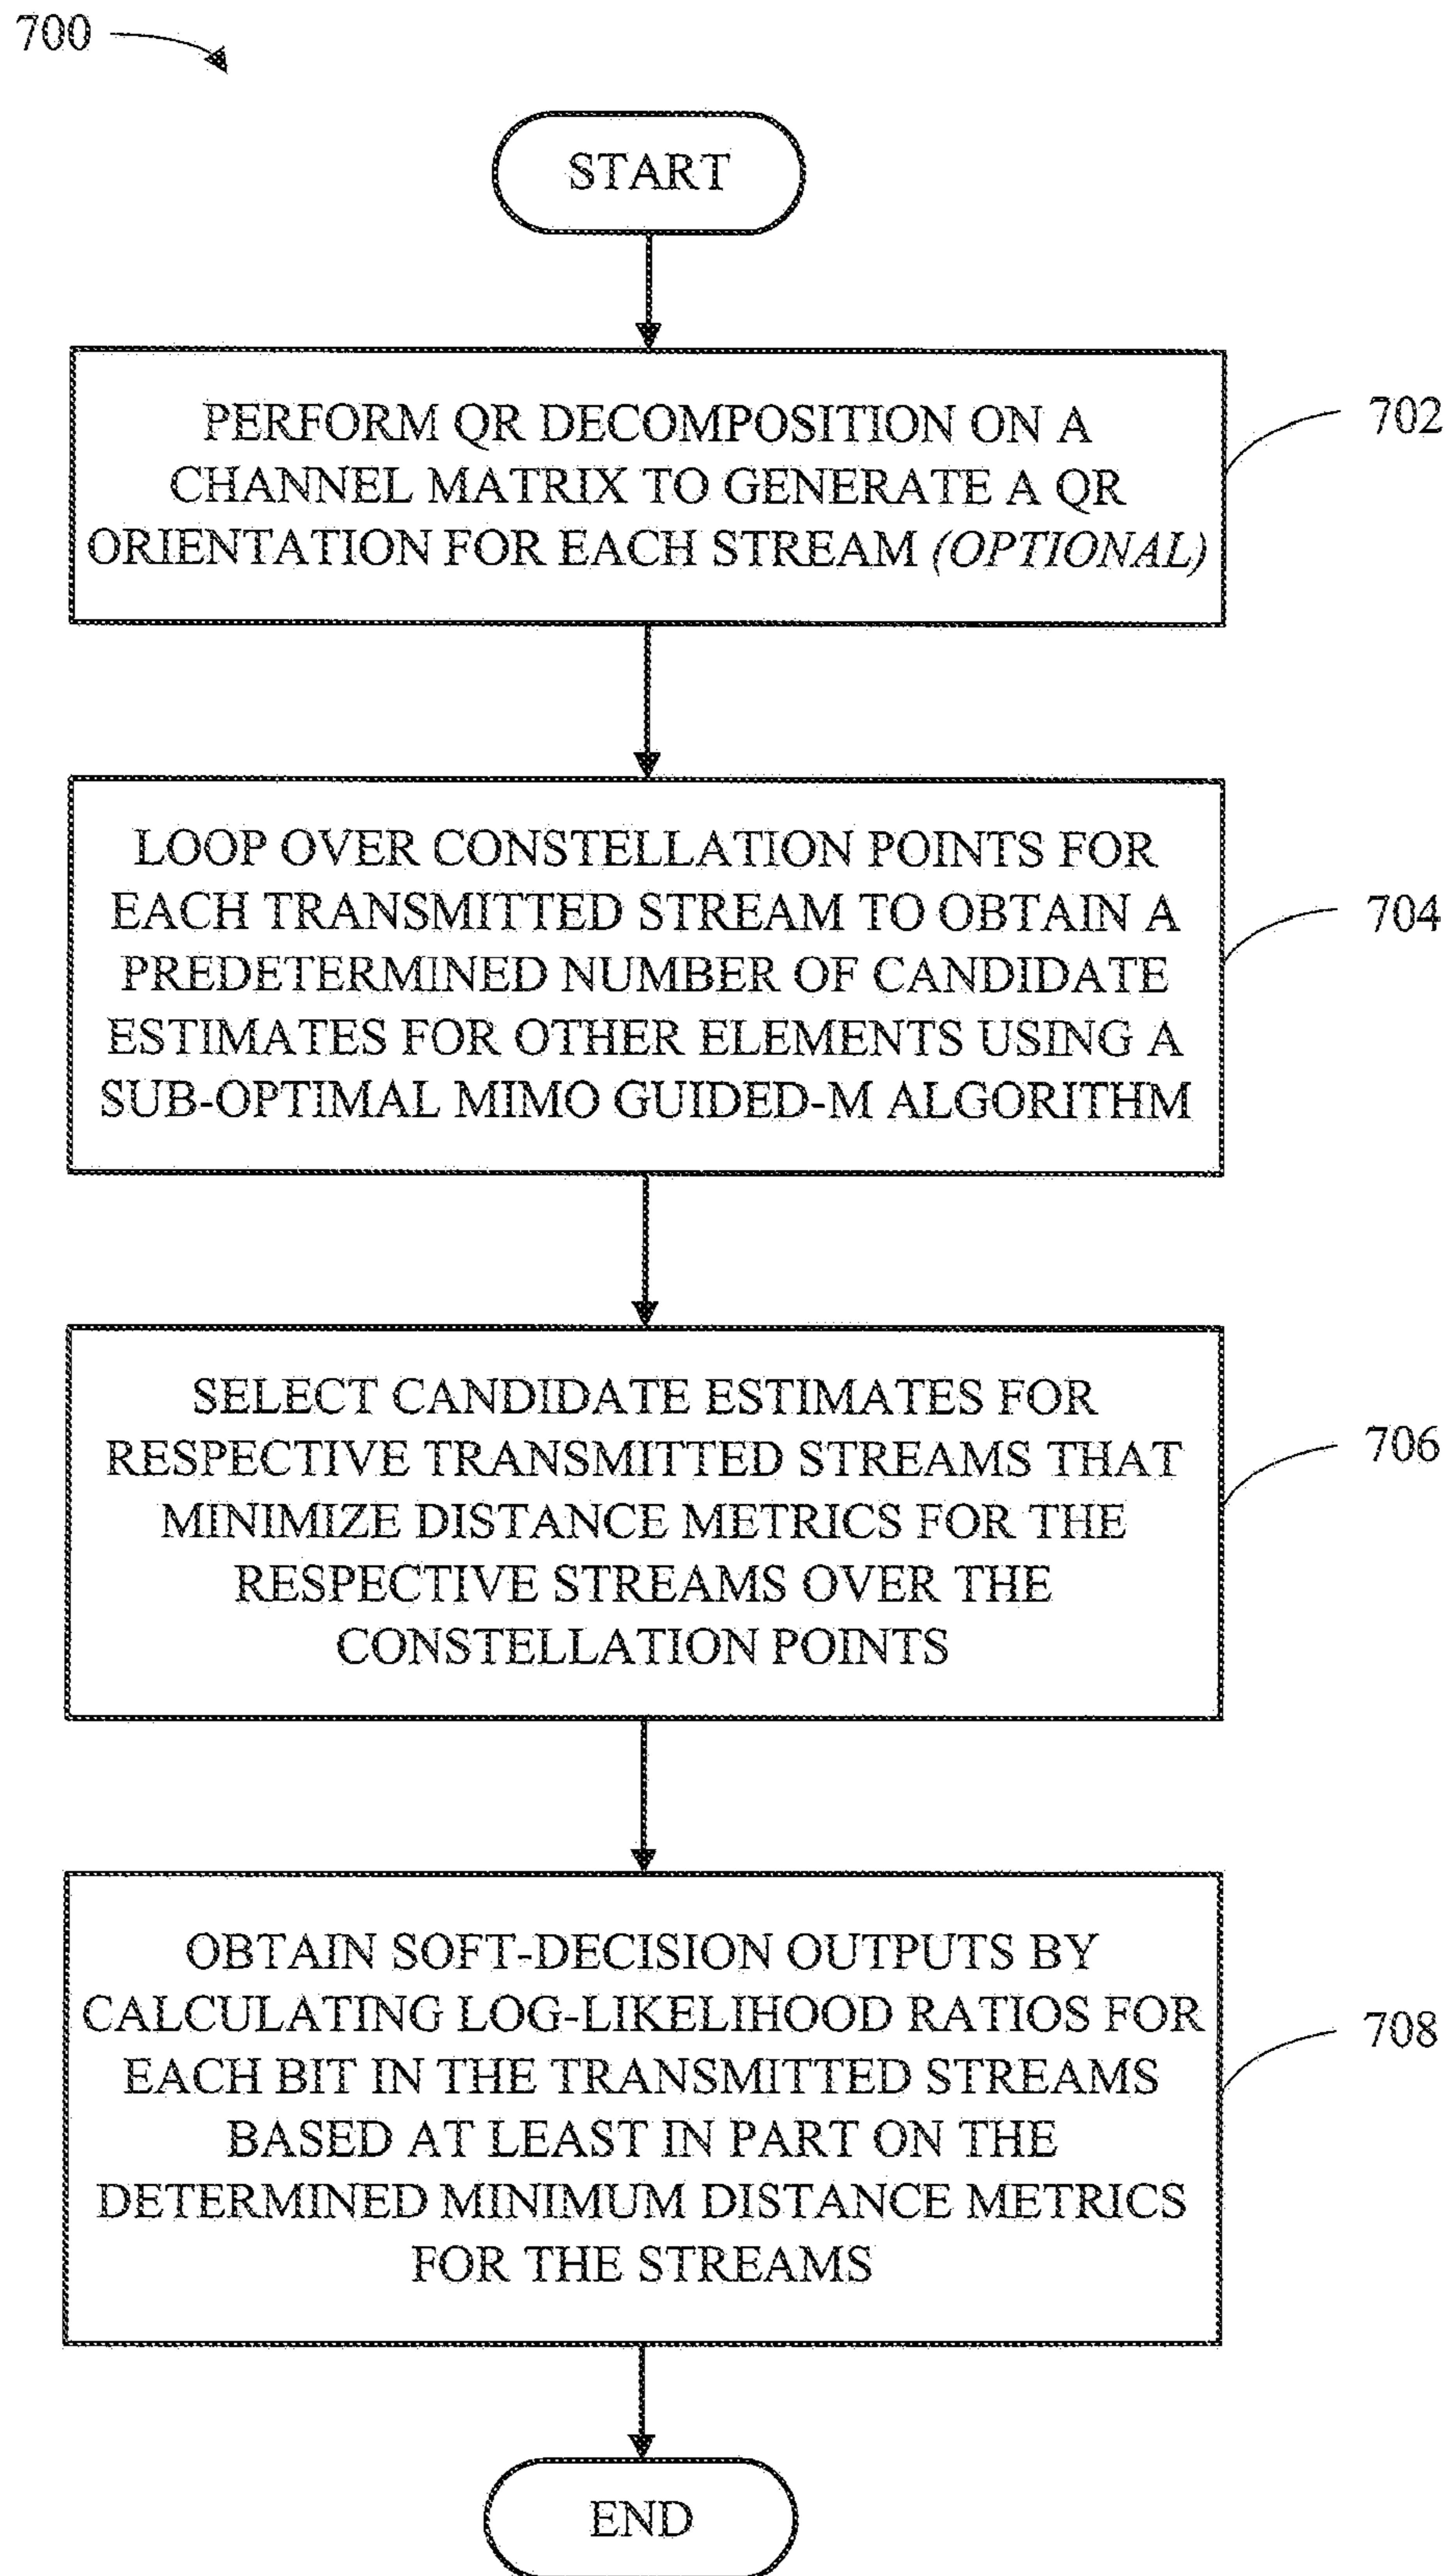 700
START
PERFORM QR DECOMPOSITION ON A
CHANNEL MATRIX TO GENERATE A QR
ORIENTATION FOR EACH STREAM (OPTIONAL)
702
LOOP OVER CONSTELLATION POINTS FOR
EACH TRANSMITTED STREAM TO OBTAIN A
PREDETERMINED NUMBER OF CANDIDATE
ESTIMATES FOR OTHER ELEMENTS USING A
SUB-OPTIMAL MIMO GUIDED-M ALGORITHM
704
SELECT CANDIDATE ESTIMATES FOR
RESPECTIVE TRANSMITTED STREAMS THAT
MINIMIZE DISTANCE METRICS FOR THE
RESPECTIVE STREAMS OVER THE
CONSTELLATION POINTS
706
OBTAIN SOFT-DECISION OUTPUTS BY
CALCULATING LOG-LIKELIHOOD RATIOS FOR
EACH BIT IN THE TRANSMITTED STREAMS
BASED AT LEAST IN PART ON THE
DETERMINED MINIMUM DISTANCE METRICS
FOR THE STREAMS
708
END